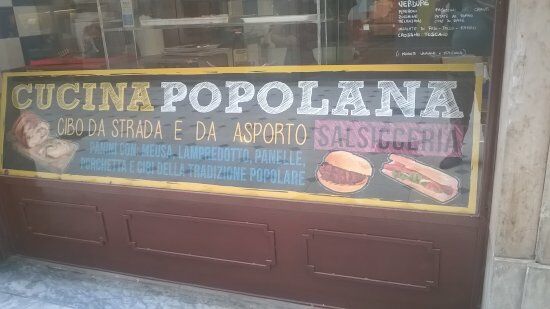 VERDURE
CUCINA POPOLANA
CIBO DA STRADA E DA ASPORTO SALSICCERIA
PANINI CON: MEUSA, LAMPREDOTTO, PANELLE,
PORCHETTA E CIBI DELLA TRADIZIONE POPOLARE